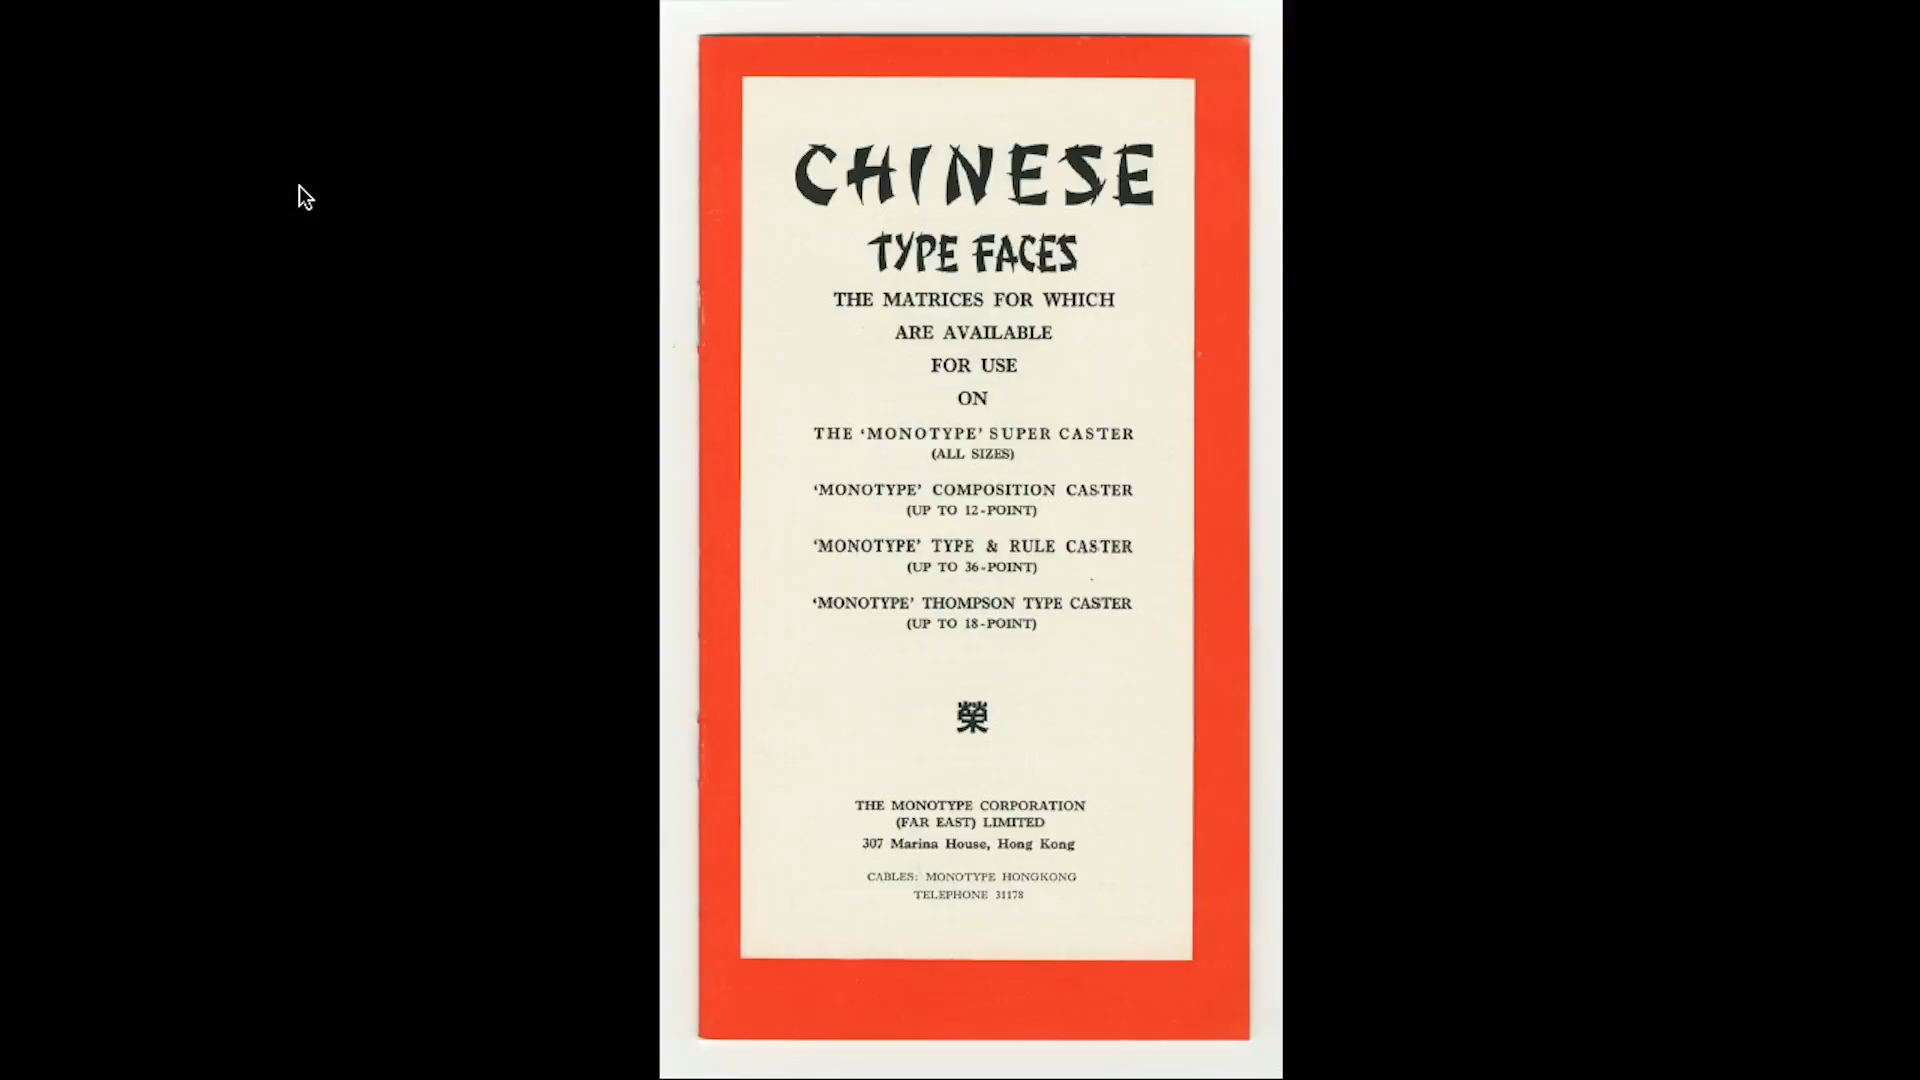 CHINESE
TYPE FACES
THE MATRICES FOR WHICH
ARE AVAILABLE
FOR USE
ON
THE ‘MONOTYPE’ SUPER CASTER
(ALL SIZES)
‘MONOTYPE’ COMPOSITION CASTER
(UP TO 12-POINT)
‘MONOTYPE’ TYPE & RULE CASTER
(UP TO 36-POINT)
‘MONOTYPE’ THOMPSON TYPE CASTER
(UP TO 18-POINT)
榮
THE MONOTYPE CORPORATION
(FAR EAST) LIMITED
307 Marina House, Hong Kong
CABLES: MONOTYPE HONGKONG
TELEPHONE 31178